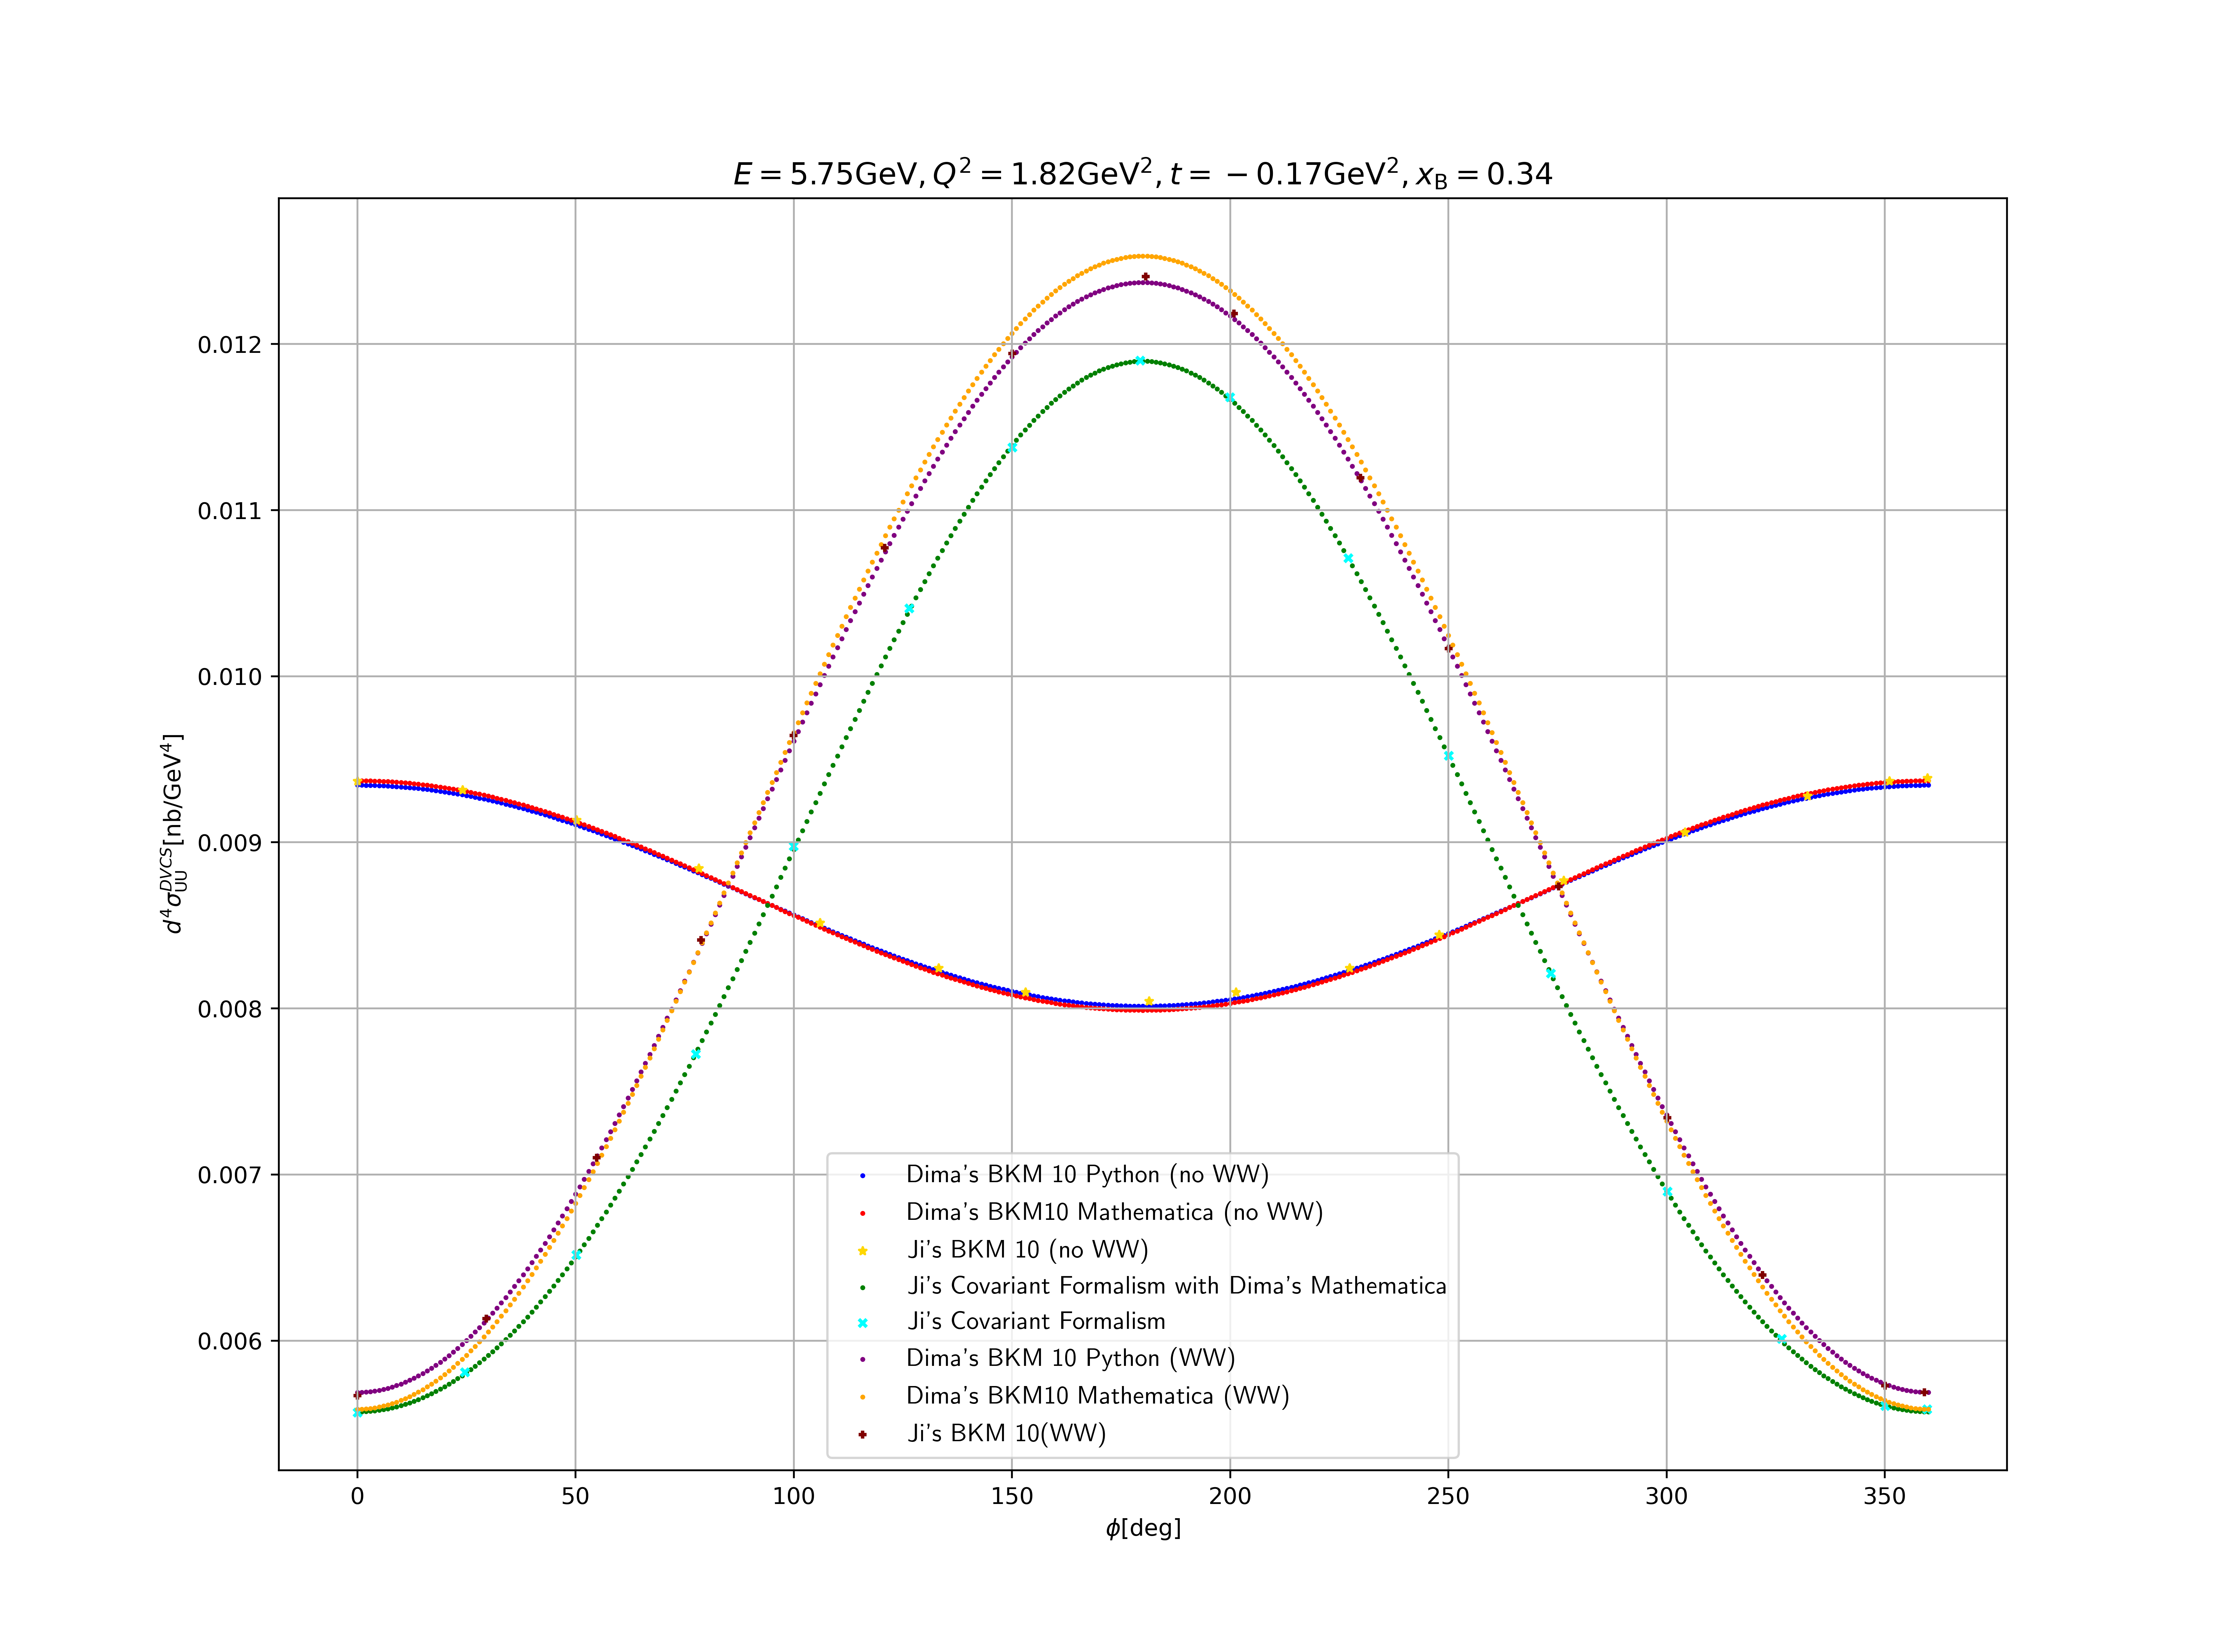 E = 5.75GeV, Q² = 1.82GeV², t = −0.17GeV², x_B = 0.34
d⁴σ_UU^DVCS[nb/GeV⁴]
0.012
0.011
0.010
0.009
0.008
0.007
0.006
Dima's BKM 10 Python (no WW)
Dima's BKM10 Mathematica (no WW)
Ji's BKM 10 (no WW)
Ji's Covariant Formalism with Dima's Mathematica
Ji's Covariant Formalism
Dima's BKM 10 Python (WW)
Dima's BKM10 Mathematica (WW)
Ji's BKM 10(WW)
0 50 100 150 200 250 300 350
ϕ[deg]